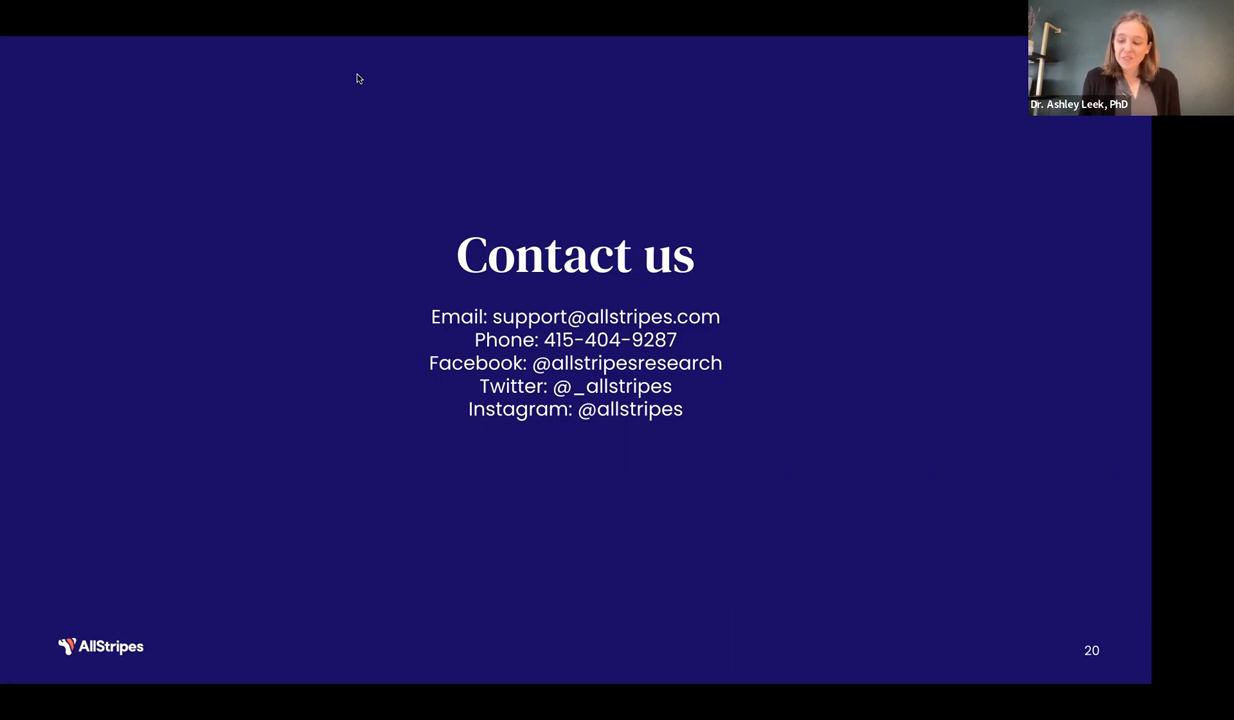 Dr. Ashley Leek, PhD
Contact us
Email: support@allstripes.com
Phone: 415-404-9287
Facebook: @allstripesresearch
Twitter: @_allstripes
Instagram: @allstripes
AllStripes
20